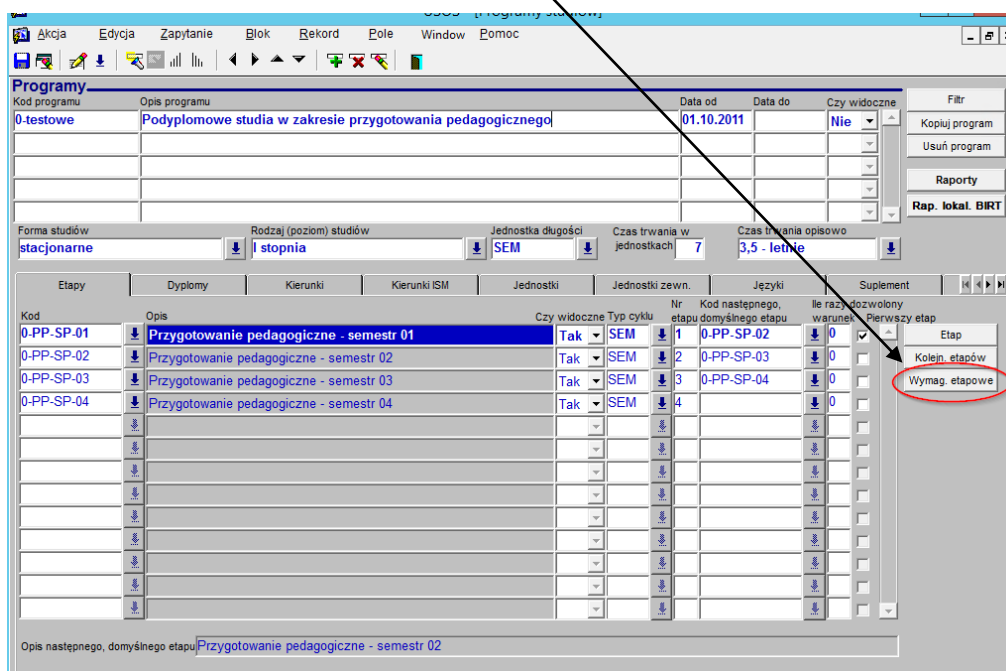 USOS - [Programy studiów]
Akcja Edycja Zapytanie Blok Rekord Pole Window Pomoc
Programy
Kod programu Opis programu Data od Data do Czy widoczne
0-testowe Podyplomowe studia w zakresie przygotowania pedagogicznego 01.10.2011 Nie
Filtr
Kopiuj program
Usuń program
Raporty
Rap. lokal. BIRT
Forma studiów Rodzaj (poziom) studiów Jednostka długości Czas trwania w jednostkach Czas trwania opisowo
stacjonarne I stopnia SEM 7 3,5 - letnie
Etapy Dyplomy Kierunki Kierunki ISM Jednostki Jednostki zewn. Języki Suplement
Kod Opis Czy widoczne Typ cyklu Nr etapu Kod następnego, domyślnego etapu Ile razy dozwolony warunek Pierwszy etap
0-PP-SP-01 Przygotowanie pedagogiczne - semestr 01 Tak SEM 1 0-PP-SP-02 0
0-PP-SP-02 Przygotowanie pedagogiczne - semestr 02 Tak SEM 2 0-PP-SP-03 0
0-PP-SP-03 Przygotowanie pedagogiczne - semestr 03 Tak SEM 3 0-PP-SP-04 0
0-PP-SP-04 Przygotowanie pedagogiczne - semestr 04 Tak SEM 4 0
Etap
Kolejn. etapów
Wymag. etapowe
Opis następnego, domyślnego etapu Przygotowanie pedagogiczne - semestr 02